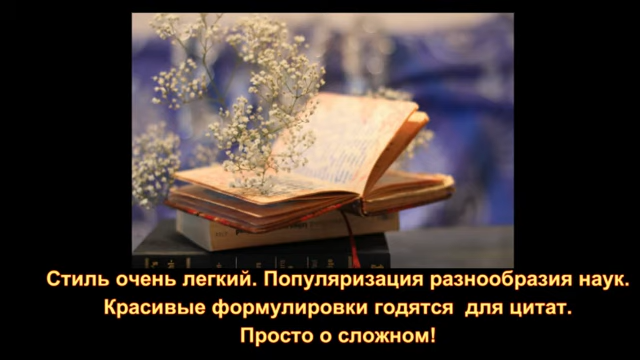 Стиль очень легкий. Популяризация разнообразия наук.
Красивые формулировки годятся  для цитат.
Просто о сложном!